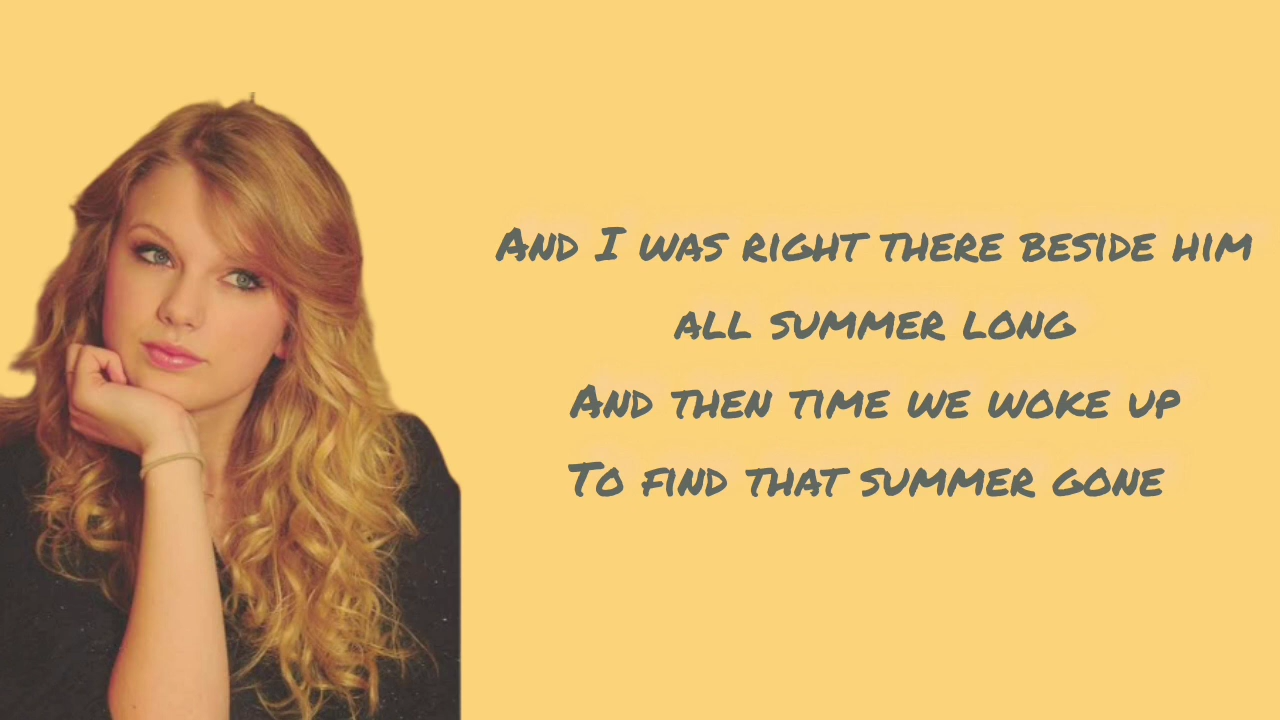 And I was right there beside him
all summer long
And then time we woke up
To find that summer gone